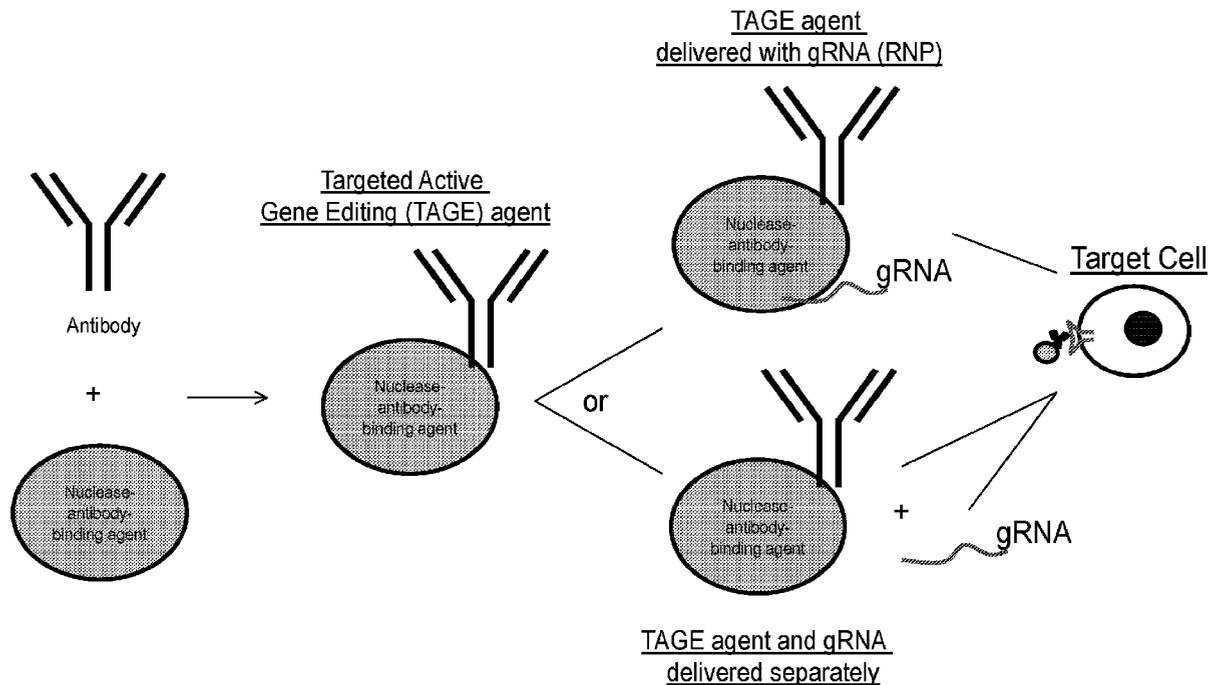 Antibody
+
Nuclease-
antibody-
binding agent
Targeted Active
Gene Editing (TAGE) agent
Nuclease-
antibody-
binding agent
or
TAGE agent
delivered with gRNA (RNP)
Nuclease-
antibody-
binding agent
gRNA
Nuclease-
antibody-
binding agent
+
gRNA
TAGE agent and gRNA
delivered separately
Target Cell